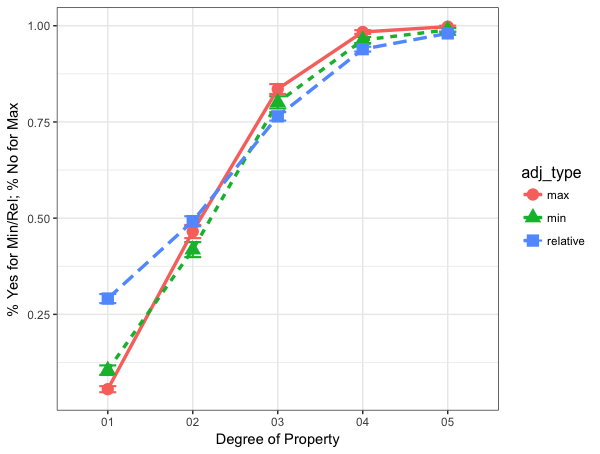 1.00
0.75
0.50
0.25
% Yes for Min/Rel; % No for Max
01 02 03 04 05
Degree of Property
adj_type
max
min
relative